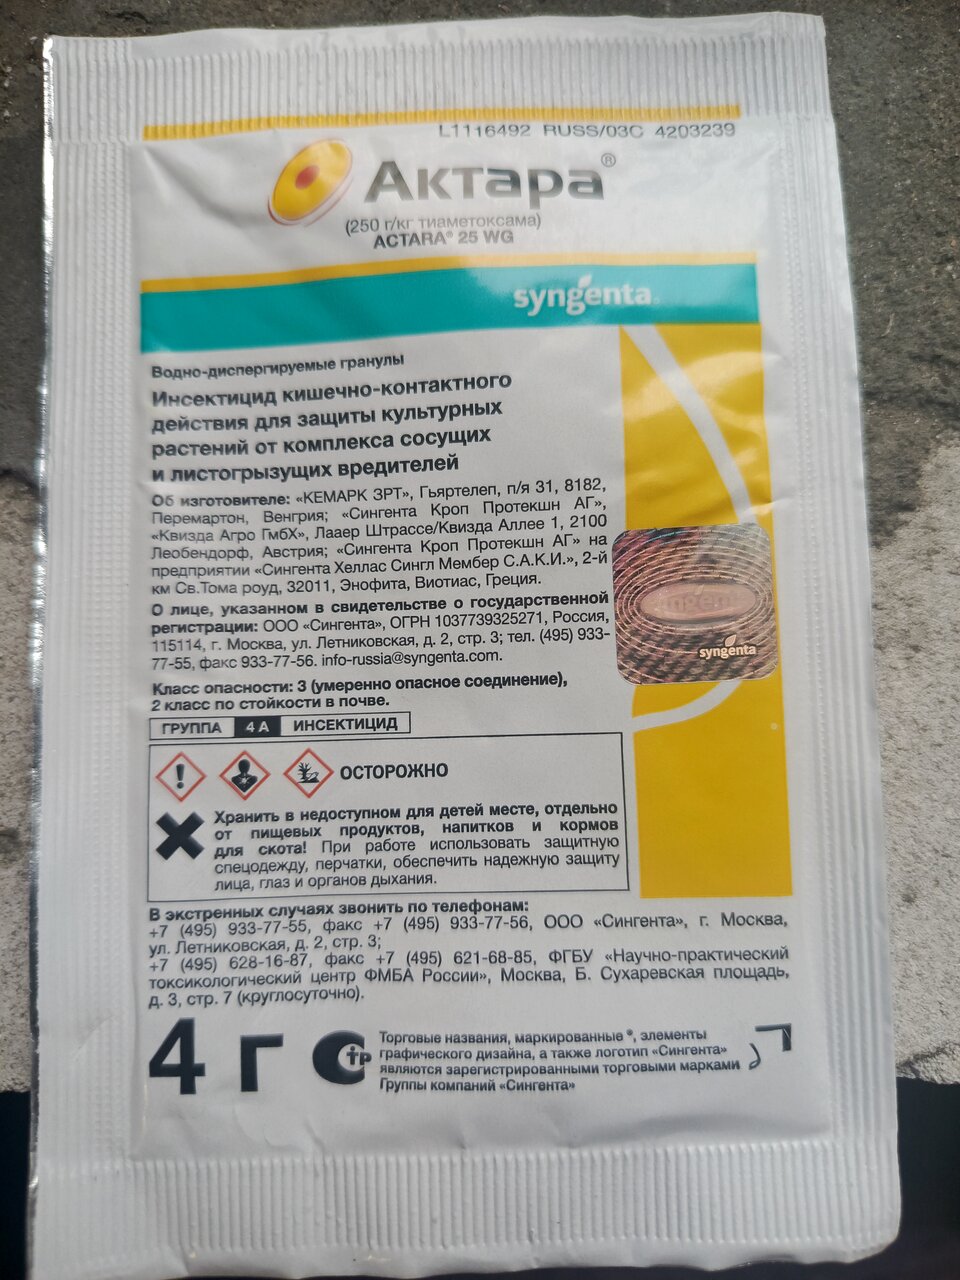 L1116492 RUSS/03C 4203239
Актара®
(250 г/кг тиаметоксама)
ACTARA® 25 WG
syngenta
Водно-диспергируемые гранулы
Инсектицид кишечно-контактного
действия для защиты культурных
растений от комплекса сосущих
и листогрызущих вредителей
Об изготовителе: «КЕМАРК ЗРТ», Гьяртелеп, п/я 31, 8182,
Перемартон, Венгрия; «Сингента Кроп Протекшн АГ»,
«Квизда Агро ГмбХ», Лааер Штрассе/Квизда Аллее 1, 2100
Леобендорф, Австрия; «Сингента Кроп Протекшн АГ» на
предприятии «Сингента Хеллас Сингл Мембер С.А.К.И.», 2-й
км Св.Тома роуд, 32011, Энофита, Виотиас, Греция.
О лице, указанном в свидетельстве о государственной
регистрации: ООО «Сингента», ОГРН 1037739325271, Россия,
115114, г. Москва, ул. Летниковская, д. 2, стр. 3; тел. (495) 933-
77-55, факс 933-77-56. info-russia@syngenta.com.
syngenta
Класс опасности: 3 (умеренно опасное соединение),
2 класс по стойкости в почве.
ГРУППА 4 А ИНСЕКТИЦИД
ОСТОРОЖНО
Хранить в недоступном для детей месте, отдельно
от пищевых продуктов, напитков и кормов
для скота! При работе использовать защитную
спецодежду, перчатки, обеспечить надежную защиту
лица, глаз и органов дыхания.
В экстренных случаях звонить по телефонам:
+7 (495) 933-77-55, факс +7 (495) 933-77-56, ООО «Сингента», г. Москва,
ул. Летниковская, д. 2, стр. 3;
+7 (495) 628-16-87, факс +7 (495) 621-68-85, ФГБУ «Научно-практический
токсикологический центр ФМБА России», Москва, Б. Сухаревская площадь,
д. 3, стр. 7 (круглосуточно).
4 г
Торговые названия, маркированные ®, элементы
графического дизайна, а также логотип «Сингента»
являются зарегистрированными торговыми марками
Группы компаний «Сингента»